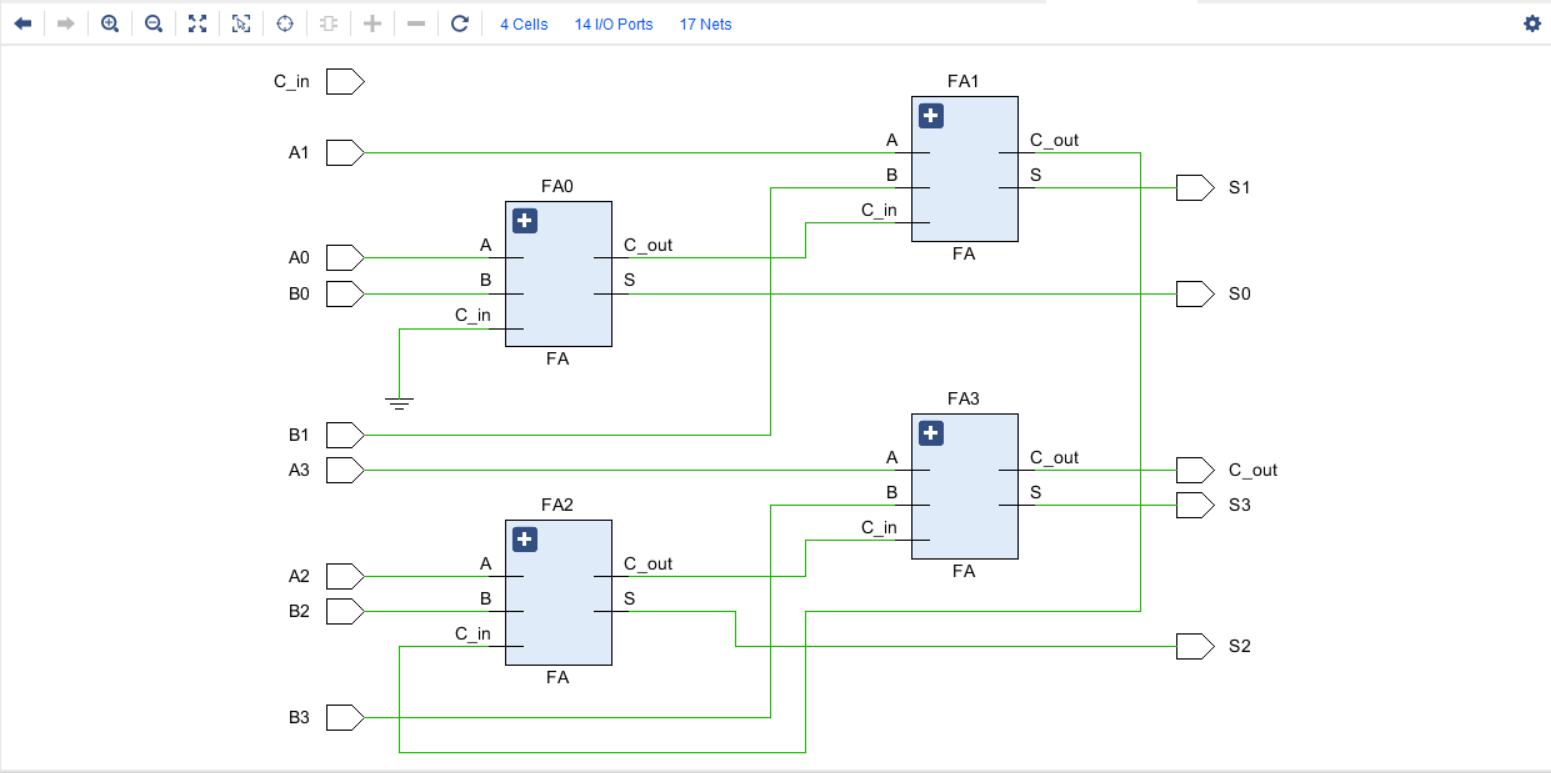 4 Cells 14 I/O Ports 17 Nets
C_in
FA1
A1
A
C_out
B
S
S1
FA0
C_in
A0
A
C_out
FA
B0
B
S
S0
C_in
FA
FA3
B1
A3
A
C_out
C_out
B
S
S3
FA2
C_in
A2
A
C_out
FA
B2
B
S
C_in
S2
FA
B3